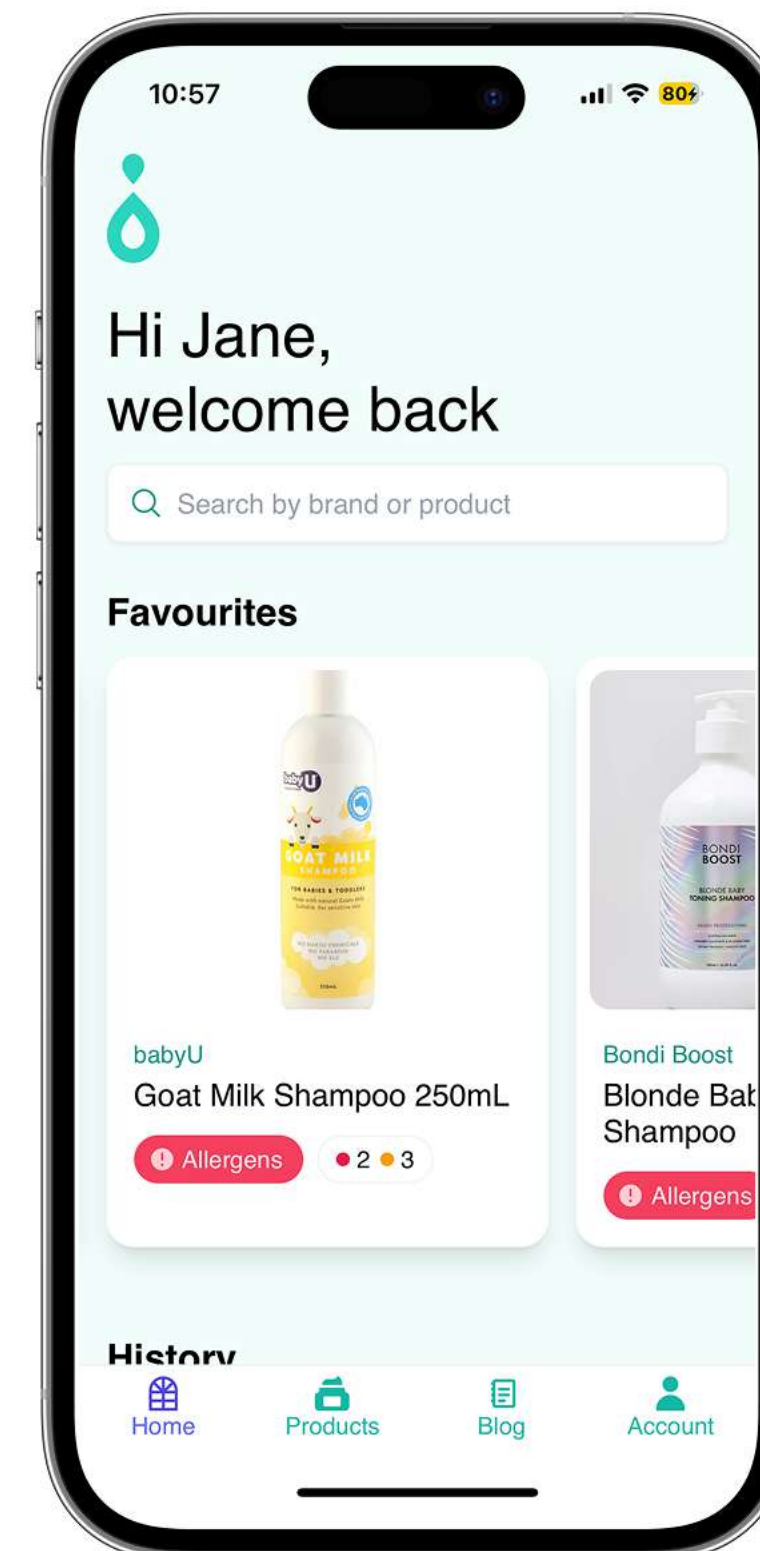 10:57
80
Hi Jane,
welcome back
Search by brand or product
Favourites
baby U
GOAT MILK
SHAMPOO
FOR BABIES & TODDLERS
BONDI
BOOST
BLONDE BABY
TONING SHAMPOO
babyU
Goat Milk Shampoo 250mL
Allergens
2 3
Bondi Boost
Blonde Bab
Shampoo
Allergens
History
Home
Products
Blog
Account